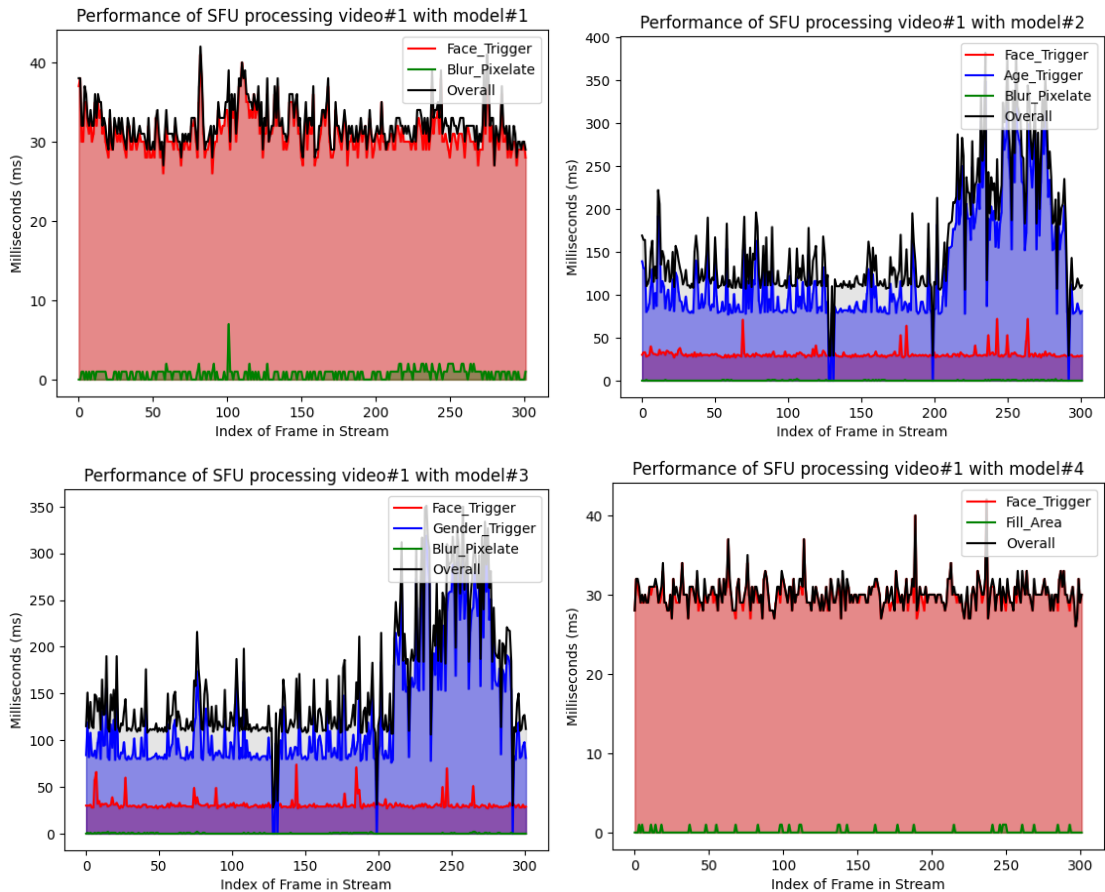 Performance of SFU processing video#1 with model#1
Face_Trigger
Blur_Pixelate
Overall
40
30
20
10
0
Milliseconds (ms)
0 50 100 150 200 250 300
Index of Frame in Stream
Performance of SFU processing video#1 with model#2
Face_Trigger
Age_Trigger
Blur_Pixelate
Overall
400
350
300
250
200
150
100
50
0
Milliseconds (ms)
0 50 100 150 200 250 300
Index of Frame in Stream
Performance of SFU processing video#1 with model#3
Face_Trigger
Gender_Trigger
Blur_Pixelate
Overall
350
300
250
200
150
100
50
0
Milliseconds (ms)
0 50 100 150 200 250 300
Index of Frame in Stream
Performance of SFU processing video#1 with model#4
Face_Trigger
Fill_Area
Overall
40
30
20
10
0
Milliseconds (ms)
0 50 100 150 200 250 300
Index of Frame in Stream